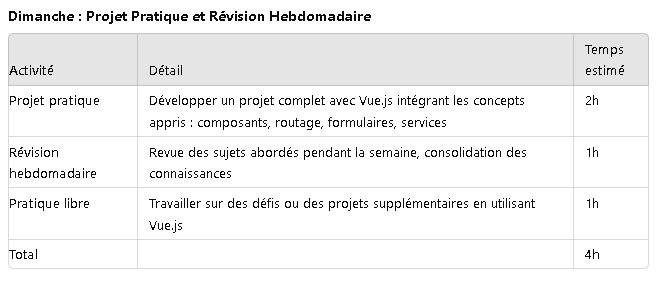 Dimanche : Projet Pratique et Révision Hebdomadaire
Activité Détail Temps estimé
Projet pratique Développer un projet complet avec Vue.js intégrant les concepts
appris : composants, routage, formulaires, services 2h
Révision
hebdomadaire Revue des sujets abordés pendant la semaine, consolidation des
connaissances 1h
Pratique libre Travailler sur des défis ou des projets supplémentaires en utilisant
Vue.js 1h
Total 4h